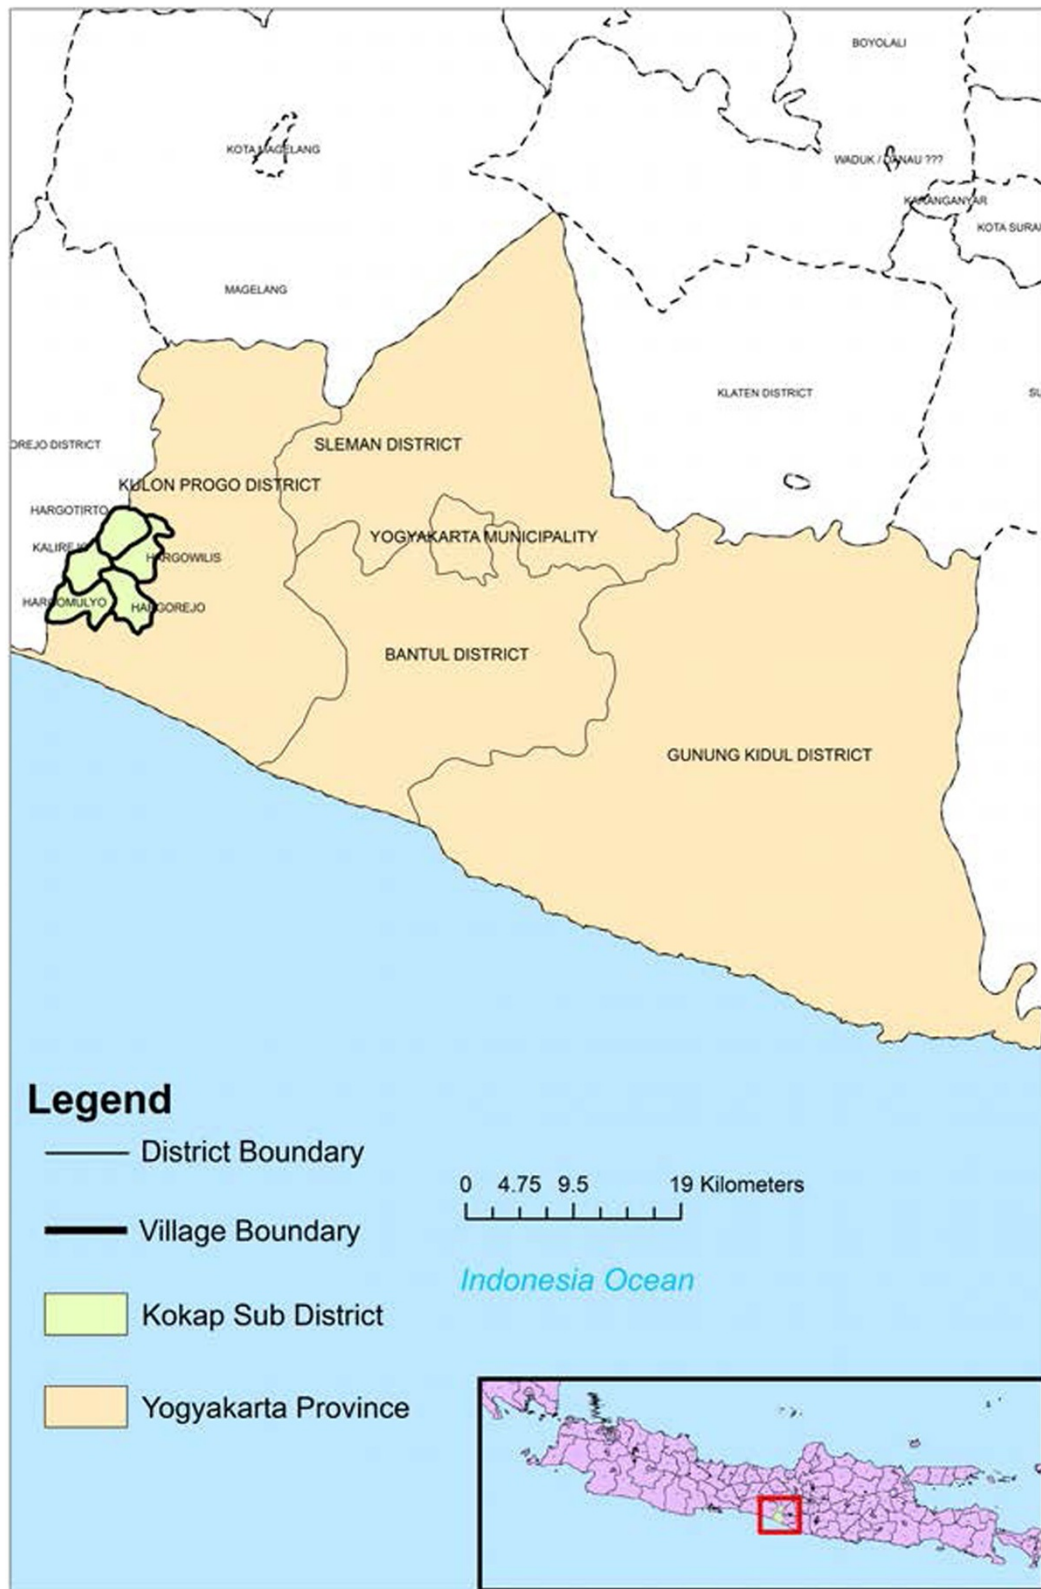 BOYOLALI
KOTA MAGELANG
WADUK / DANAU ???
KARANGANYAR
KOTA SURA
MAGELANG
KLATEN DISTRICT
SU
OREJO DISTRICT
SLEMAN DISTRICT
KULON PROGO DISTRICT
HARGOTIRTO
YOGYAKARTA MUNICIPALITY
KALIREJO
HARGOWILIS
HARGOMULYO
HARGOREJO
BANTUL DISTRICT
GUNUNG KIDUL DISTRICT
Legend
District Boundary
Village Boundary
Kokap Sub District
Yogyakarta Province
0 4.75 9.5 19 Kilometers
Indonesia Ocean